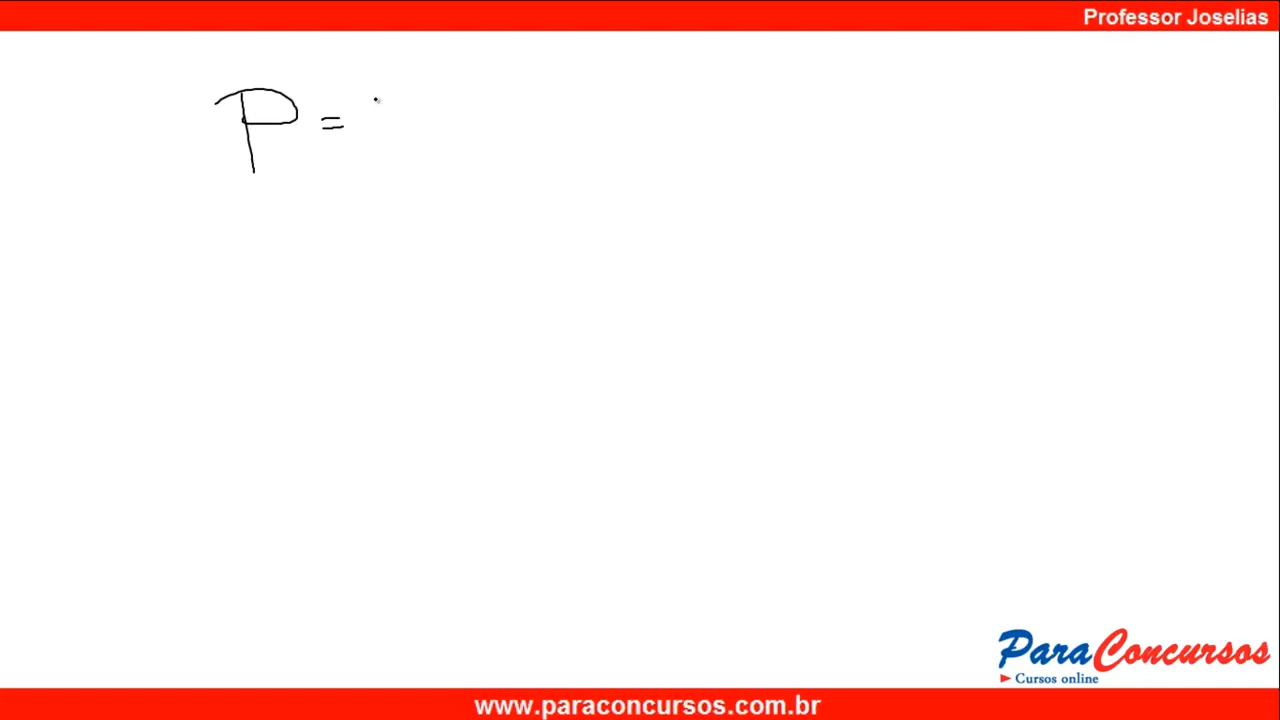 Professor Joselias
P =
ParaConcursos
Cursos online
www.paraconcursos.com.br